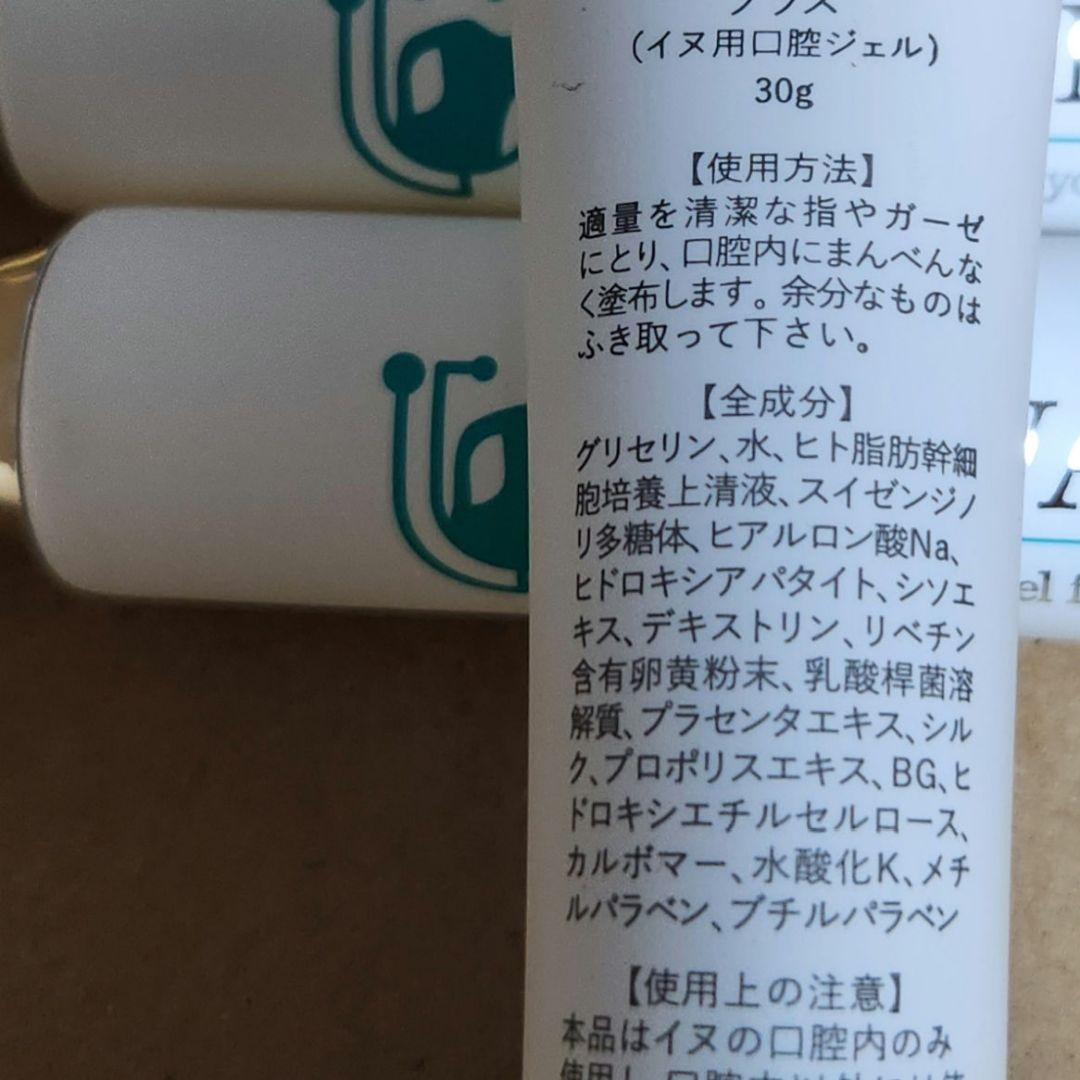 プラス
(イヌ用口腔ジェル)
30g
【使用方法】
適量を清潔な指やガーゼ
にとり、口腔内にまんべんな
く塗布します。余分なものは
ふき取って下さい。
【全成分】
グリセリン、水、ヒト脂肪幹細
胞培養上清液、スイゼンジノ
リ多糖体、ヒアルロン酸Na、
ヒドロキシアパタイト、シソエ
キス、デキストリン、リベチン
含有卵黄粉末、乳酸桿菌溶
解質、プラセンタエキス、シル
ク、プロポリスエキス、BG、ヒ
ドロキシエチルセルロース、
カルボマー、水酸化K、メチ
ルパラベン、ブチルパラベン
【使用上の注意】
本品はイヌの口腔内のみ